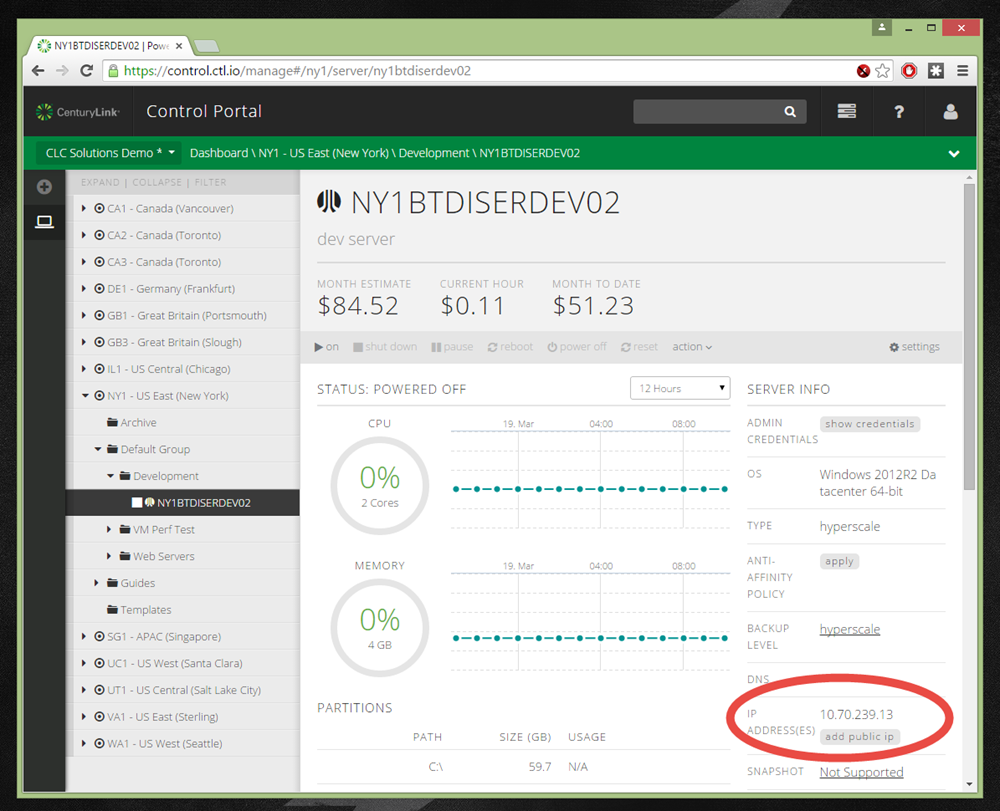 NY1BTDISERDEV02 | Pow
https://control.ctl.io/manage#/ny1/server/ny1btdiserdev02
CenturyLink
Control Portal
?
CLC Solutions Demo *
Dashboard \ NY1 - US East (New York) \ Development \ NY1BTDISERDEV02
EXPAND | COLLAPSE | FILTER
CA1 - Canada (Vancouver)
CA2 - Canada (Toronto)
CA3 - Canada (Toronto)
DE1 - Germany (Frankfurt)
GB1 - Great Britain (Portsmouth)
GB3 - Great Britain (Slough)
IL1 - US Central (Chicago)
NY1 - US East (New York)
Archive
Default Group
Development
NY1BTDISERDEV02
VM Perf Test
Web Servers
Guides
Templates
SG1 - APAC (Singapore)
UC1 - US West (Santa Clara)
UT1 - US Central (Salt Lake City)
VA1 - US East (Sterling)
WA1 - US West (Seattle)
NY1BTDISERDEV02
dev server
MONTH ESTIMATE CURRENT HOUR MONTH TO DATE
$84.52 $0.11 $51.23
on shut down pause reboot power off reset action settings
STATUS: POWERED OFF
12 Hours
CPU
0%
2 Cores
19. Mar 04:00 08:00
MEMORY
0%
4 GB
19. Mar 04:00 08:00
PARTITIONS
PATH SIZE (GB) USAGE
C:\ 59.7 N/A
SERVER INFO
ADMIN CREDENTIALS show credentials
OS Windows 2012R2 Da
tacenter 64-bit
TYPE hyperscale
ANTI-
AFFINITY
POLICY
apply
BACKUP
LEVEL
hyperscale
DNS
IP
ADDRESS(ES)
10.70.239.13
add public ip
SNAPSHOT Not Supported